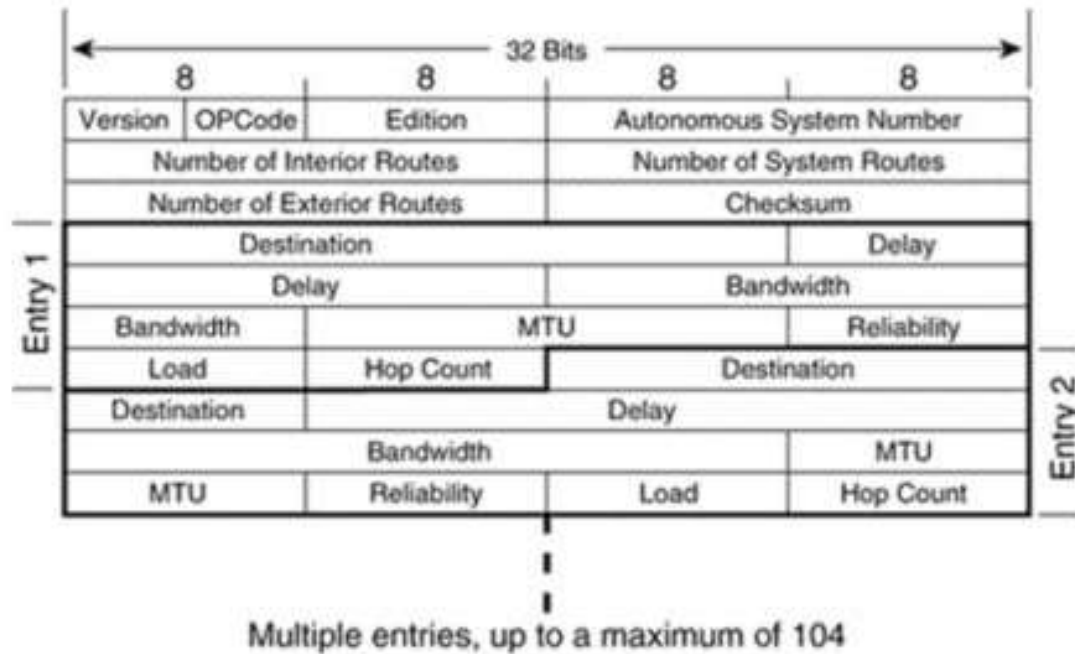 32 Bits
8 8 8 8
Version OPCode Edition Autonomous System Number
Number of Interior Routes Number of System Routes
Number of Exterior Routes Checksum
Entry 1
Destination Delay
Delay Bandwidth
Bandwidth MTU Reliability
Load Hop Count Destination
Entry 2
Destination Delay
Bandwidth MTU
MTU Reliability Load Hop Count
Multiple entries, up to a maximum of 104